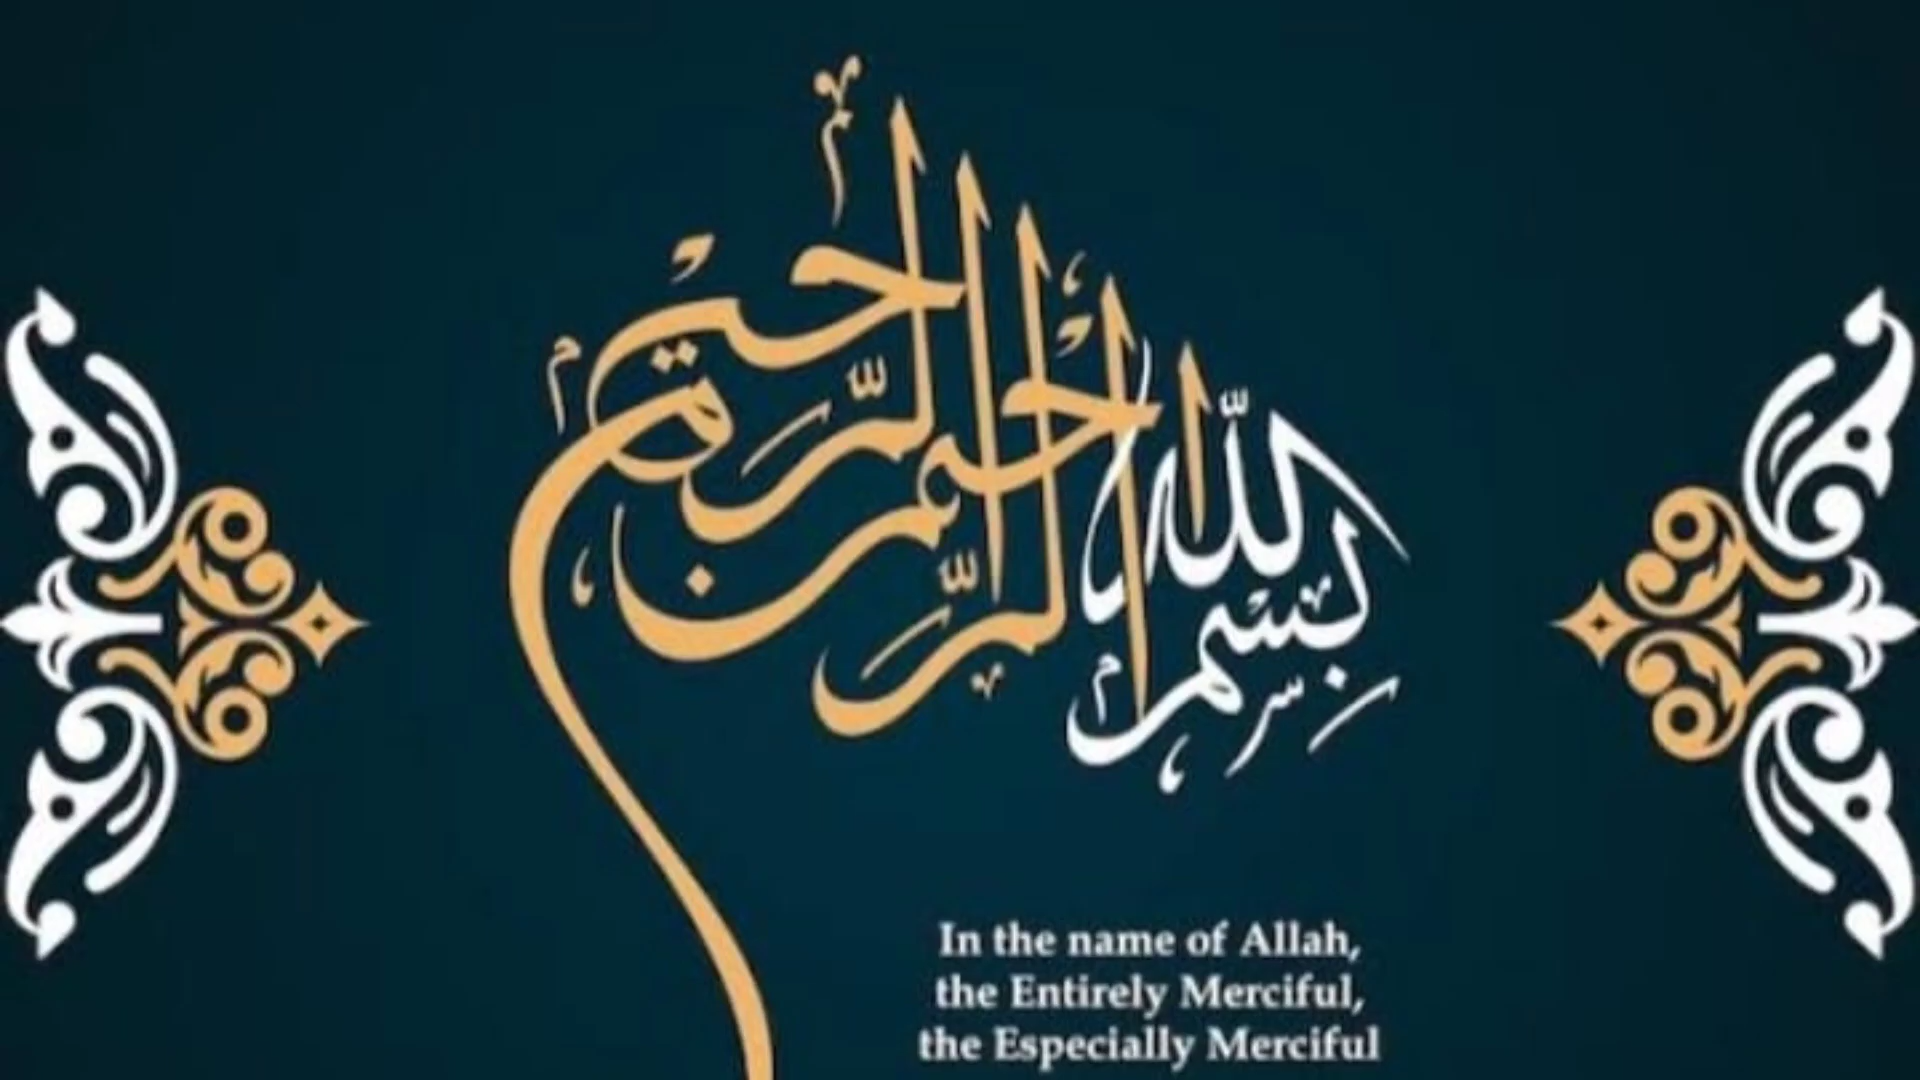 بسم الله الرحمن الرحيم
In the name of Allah,
the Entirely Merciful,
the Especially Merciful